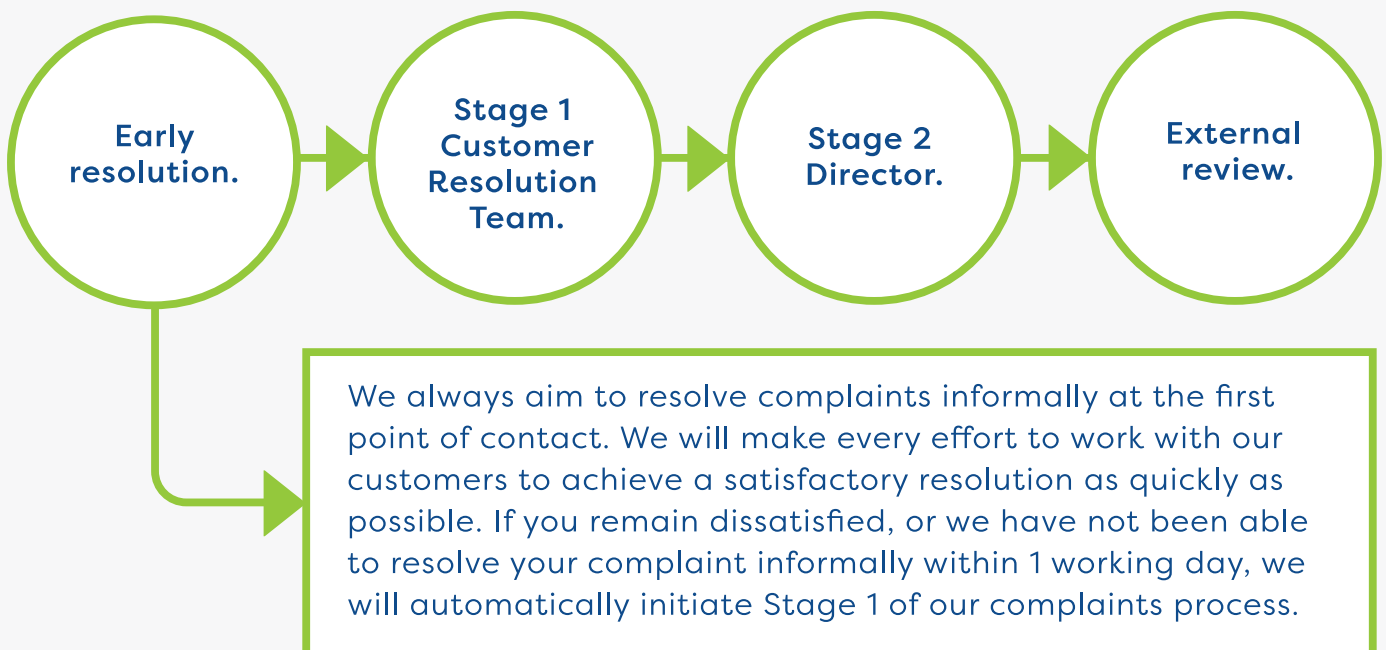 Early
resolution.
Stage 1
Customer
Resolution
Team.
Stage 2
Director.
External
review.
We always aim to resolve complaints informally at the first
point of contact. We will make every effort to work with our
customers to achieve a satisfactory resolution as quickly as
possible. If you remain dissatisfied, or we have not been able
to resolve your complaint informally within 1 working day, we
will automatically initiate Stage 1 of our complaints process.